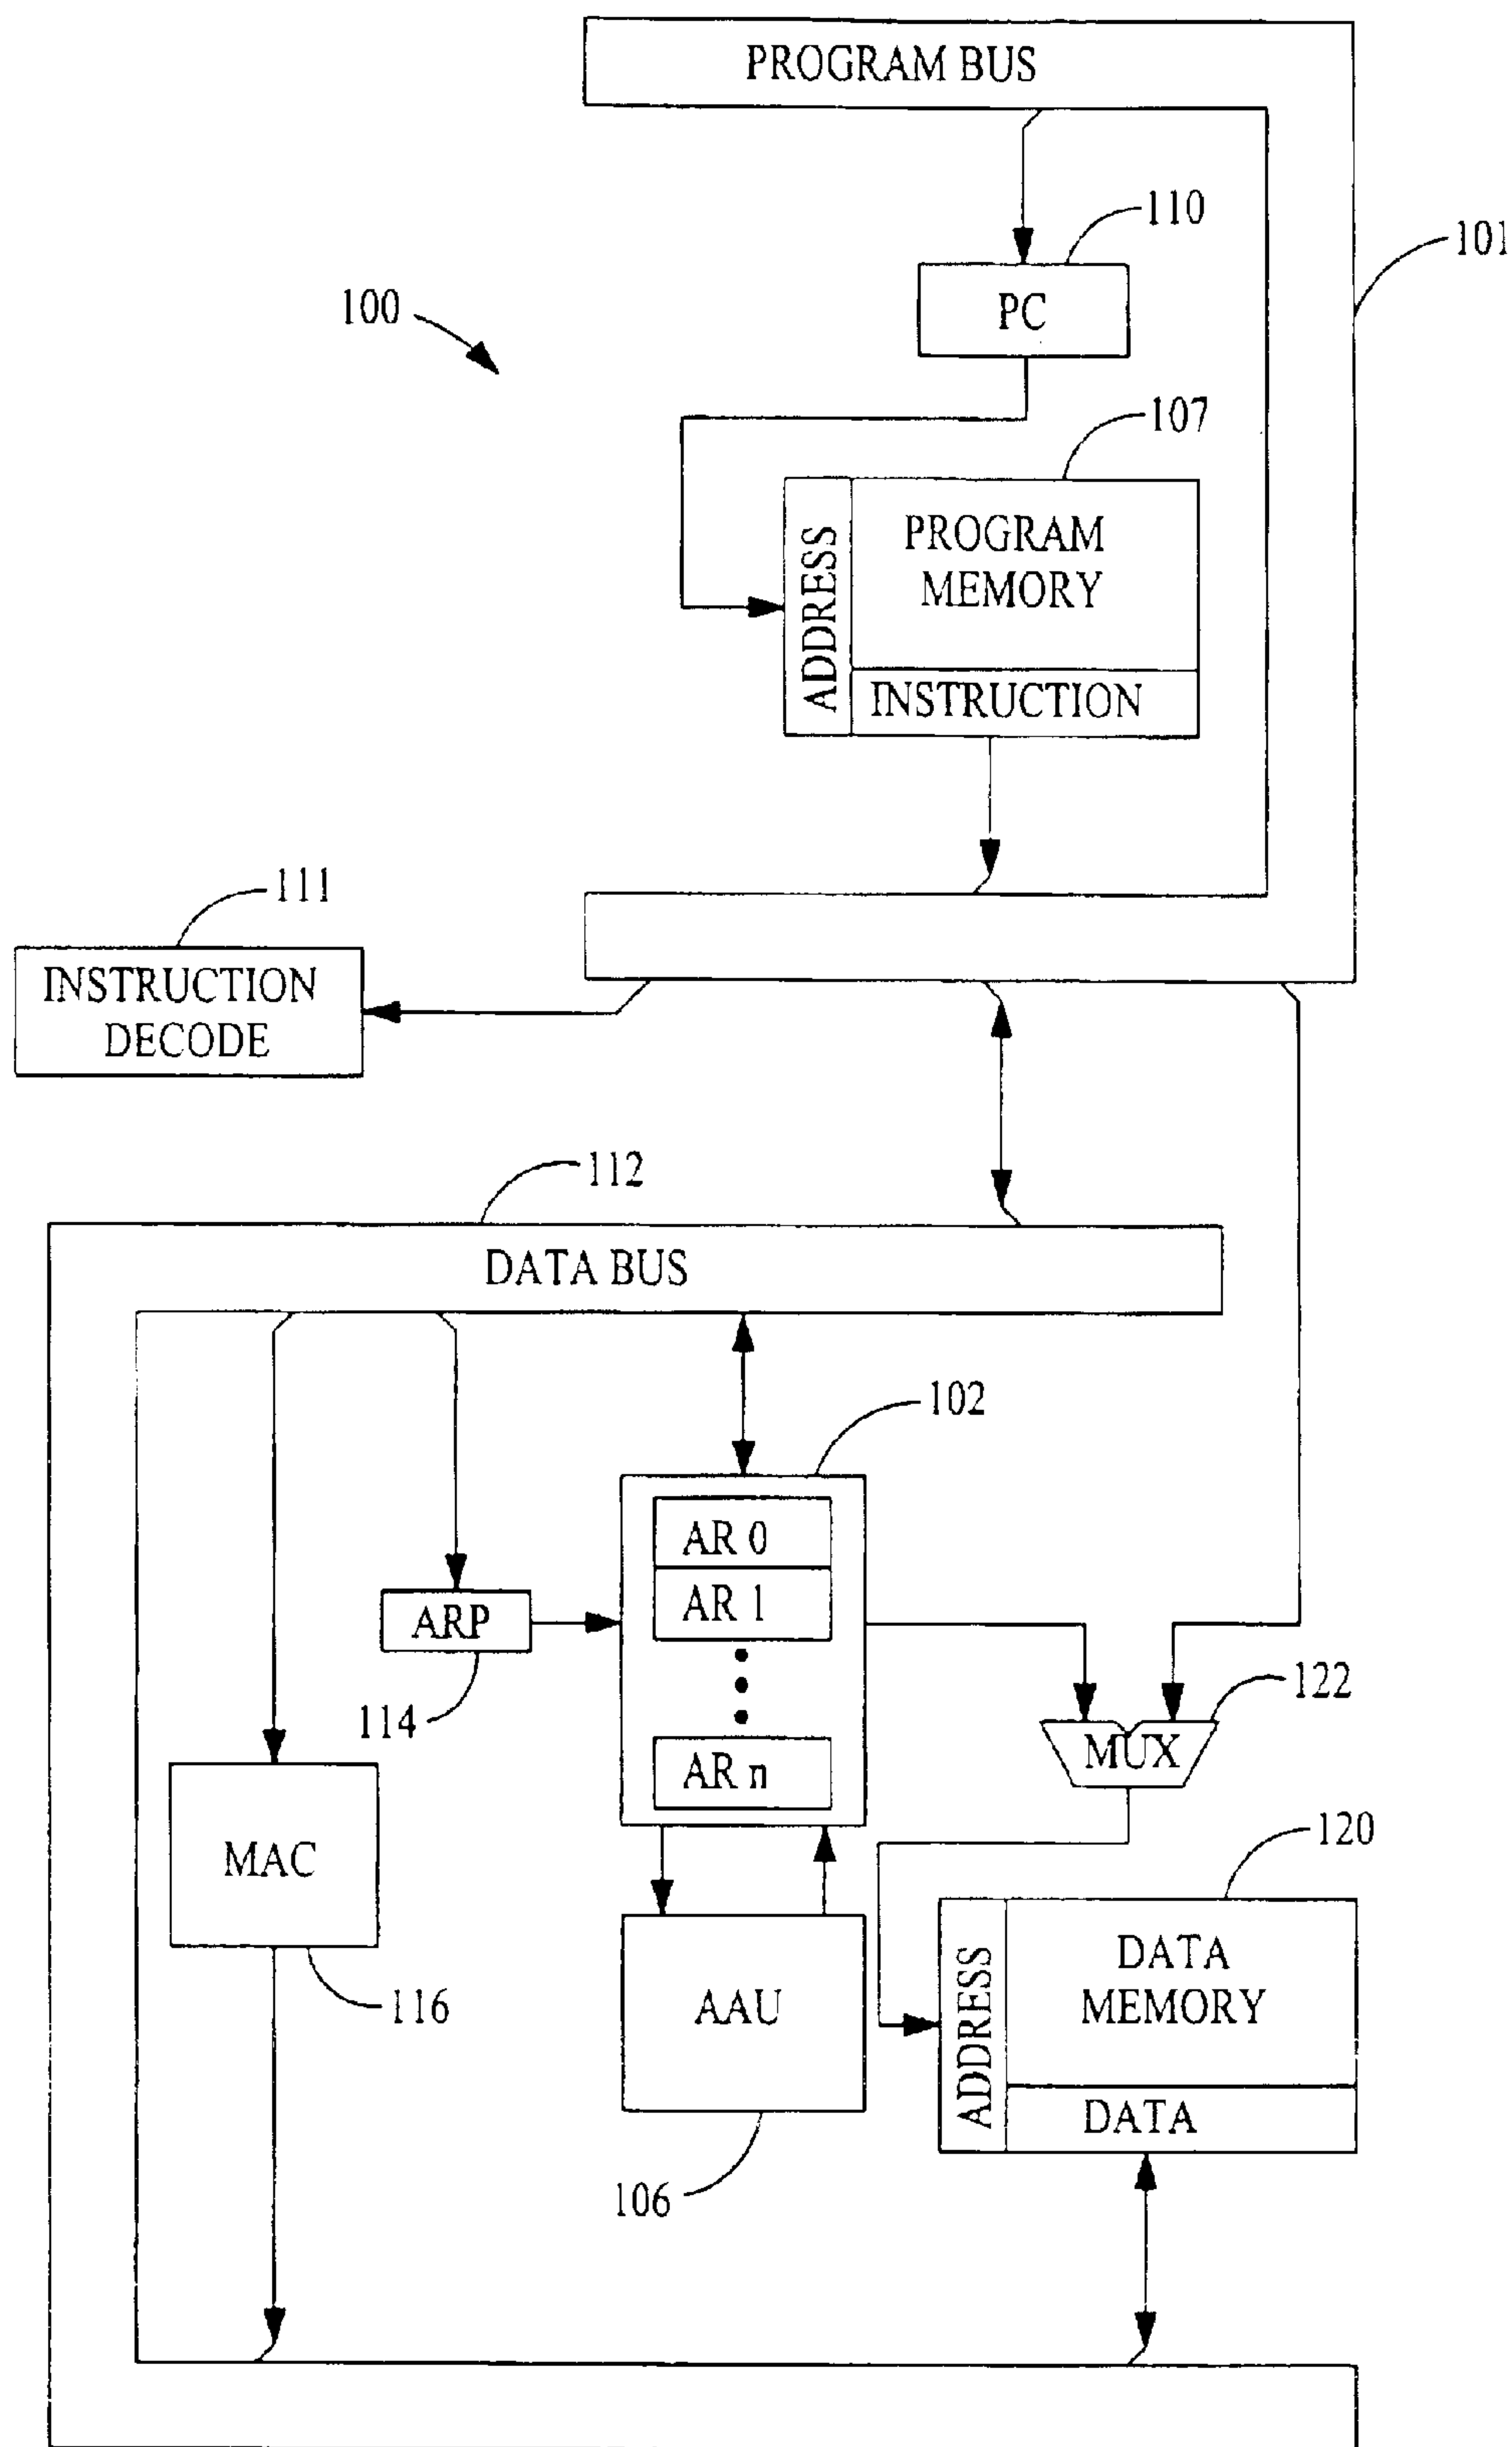 PROGRAM BUS
110
101
PC
100
107
ADDRESS
PROGRAM
MEMORY
INSTRUCTION
111
INSTRUCTION
DECODE
112
DATA BUS
102
AR 0
AR 1
ARP
114
122
MUX
AR n
120
MAC
116
AAU
106
ADDRESS
DATA
MEMORY
DATA